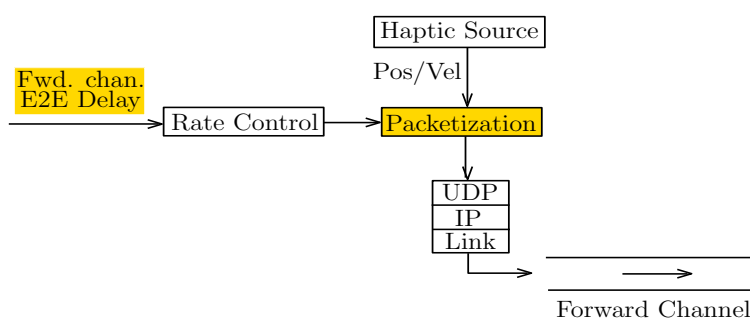 Haptic Source
Pos/Vel
Fwd. chan.
E2E Delay
Rate Control
Packetization
UDP
IP
Link
Forward Channel